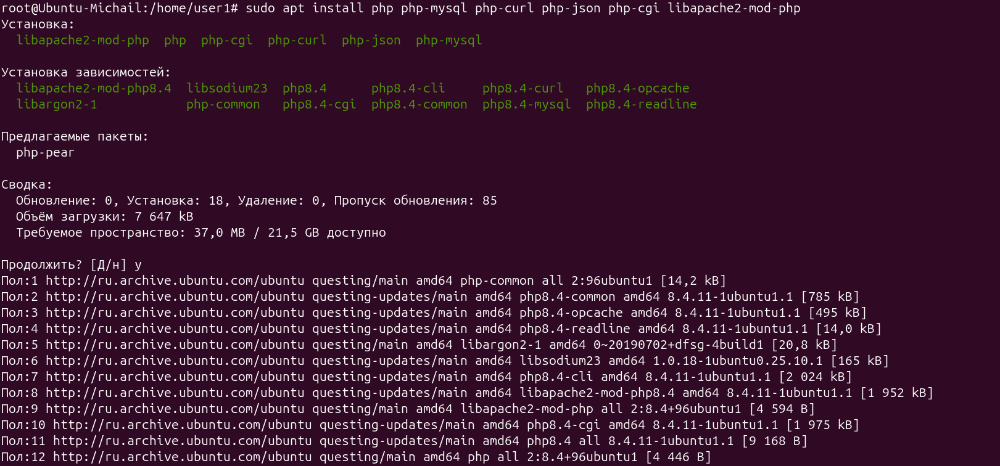 root@Ubuntu-Michail:/home/user1# sudo apt install php php-mysql php-curl php-json php-cgi libapache2-mod-php
Установка:
libapache2-mod-php php php-cgi php-curl php-json php-mysql
Установка зависимостей:
libapache2-mod-php8.4 libsodium23 php8.4 php8.4-cli php8.4-curl php8.4-opcache
libargon2-1 php-common php8.4-cgi php8.4-common php8.4-mysql php8.4-readline
Предлагаемые пакеты:
php-pear
Сводка:
Обновление: 0, Установка: 18, Удаление: 0, Пропуск обновления: 85
Объём загрузки: 7 647 kB
Требуемое пространство: 37,0 MB / 21,5 GB доступно
Продолжить? [Д/н] y
Пол:1 http://ru.archive.ubuntu.com/ubuntu questing/main amd64 php-common all 2:96ubuntu1 [14,2 kB]
Пол:2 http://ru.archive.ubuntu.com/ubuntu questing-updates/main amd64 php8.4-common amd64 8.4.11-1ubuntu1.1 [785 kB]
Пол:3 http://ru.archive.ubuntu.com/ubuntu questing-updates/main amd64 php8.4-opcache amd64 8.4.11-1ubuntu1.1 [495 kB]
Пол:4 http://ru.archive.ubuntu.com/ubuntu questing-updates/main amd64 php8.4-readline amd64 8.4.11-1ubuntu1.1 [14,0 kB]
Пол:5 http://ru.archive.ubuntu.com/ubuntu questing/main amd64 libargon2-1 amd64 0~20190702+dfsg-4build1 [20,8 kB]
Пол:6 http://ru.archive.ubuntu.com/ubuntu questing-updates/main amd64 libsodium23 amd64 1.0.18-1ubuntu0.25.10.1 [165 kB]
Пол:7 http://ru.archive.ubuntu.com/ubuntu questing-updates/main amd64 php8.4-cli amd64 8.4.11-1ubuntu1.1 [2 024 kB]
Пол:8 http://ru.archive.ubuntu.com/ubuntu questing-updates/main amd64 libapache2-mod-php8.4 amd64 8.4.11-1ubuntu1.1 [1 952 kB]
Пол:9 http://ru.archive.ubuntu.com/ubuntu questing/main amd64 libapache2-mod-php all 2:8.4+96ubuntu1 [4 594 B]
Пол:10 http://ru.archive.ubuntu.com/ubuntu questing-updates/main amd64 php8.4-cgi amd64 8.4.11-1ubuntu1.1 [1 975 kB]
Пол:11 http://ru.archive.ubuntu.com/ubuntu questing-updates/main amd64 php8.4 all 8.4.11-1ubuntu1.1 [9 168 B]
Пол:12 http://ru.archive.ubuntu.com/ubuntu questing/main amd64 php all 2:8.4+96ubuntu1 [4 446 B]